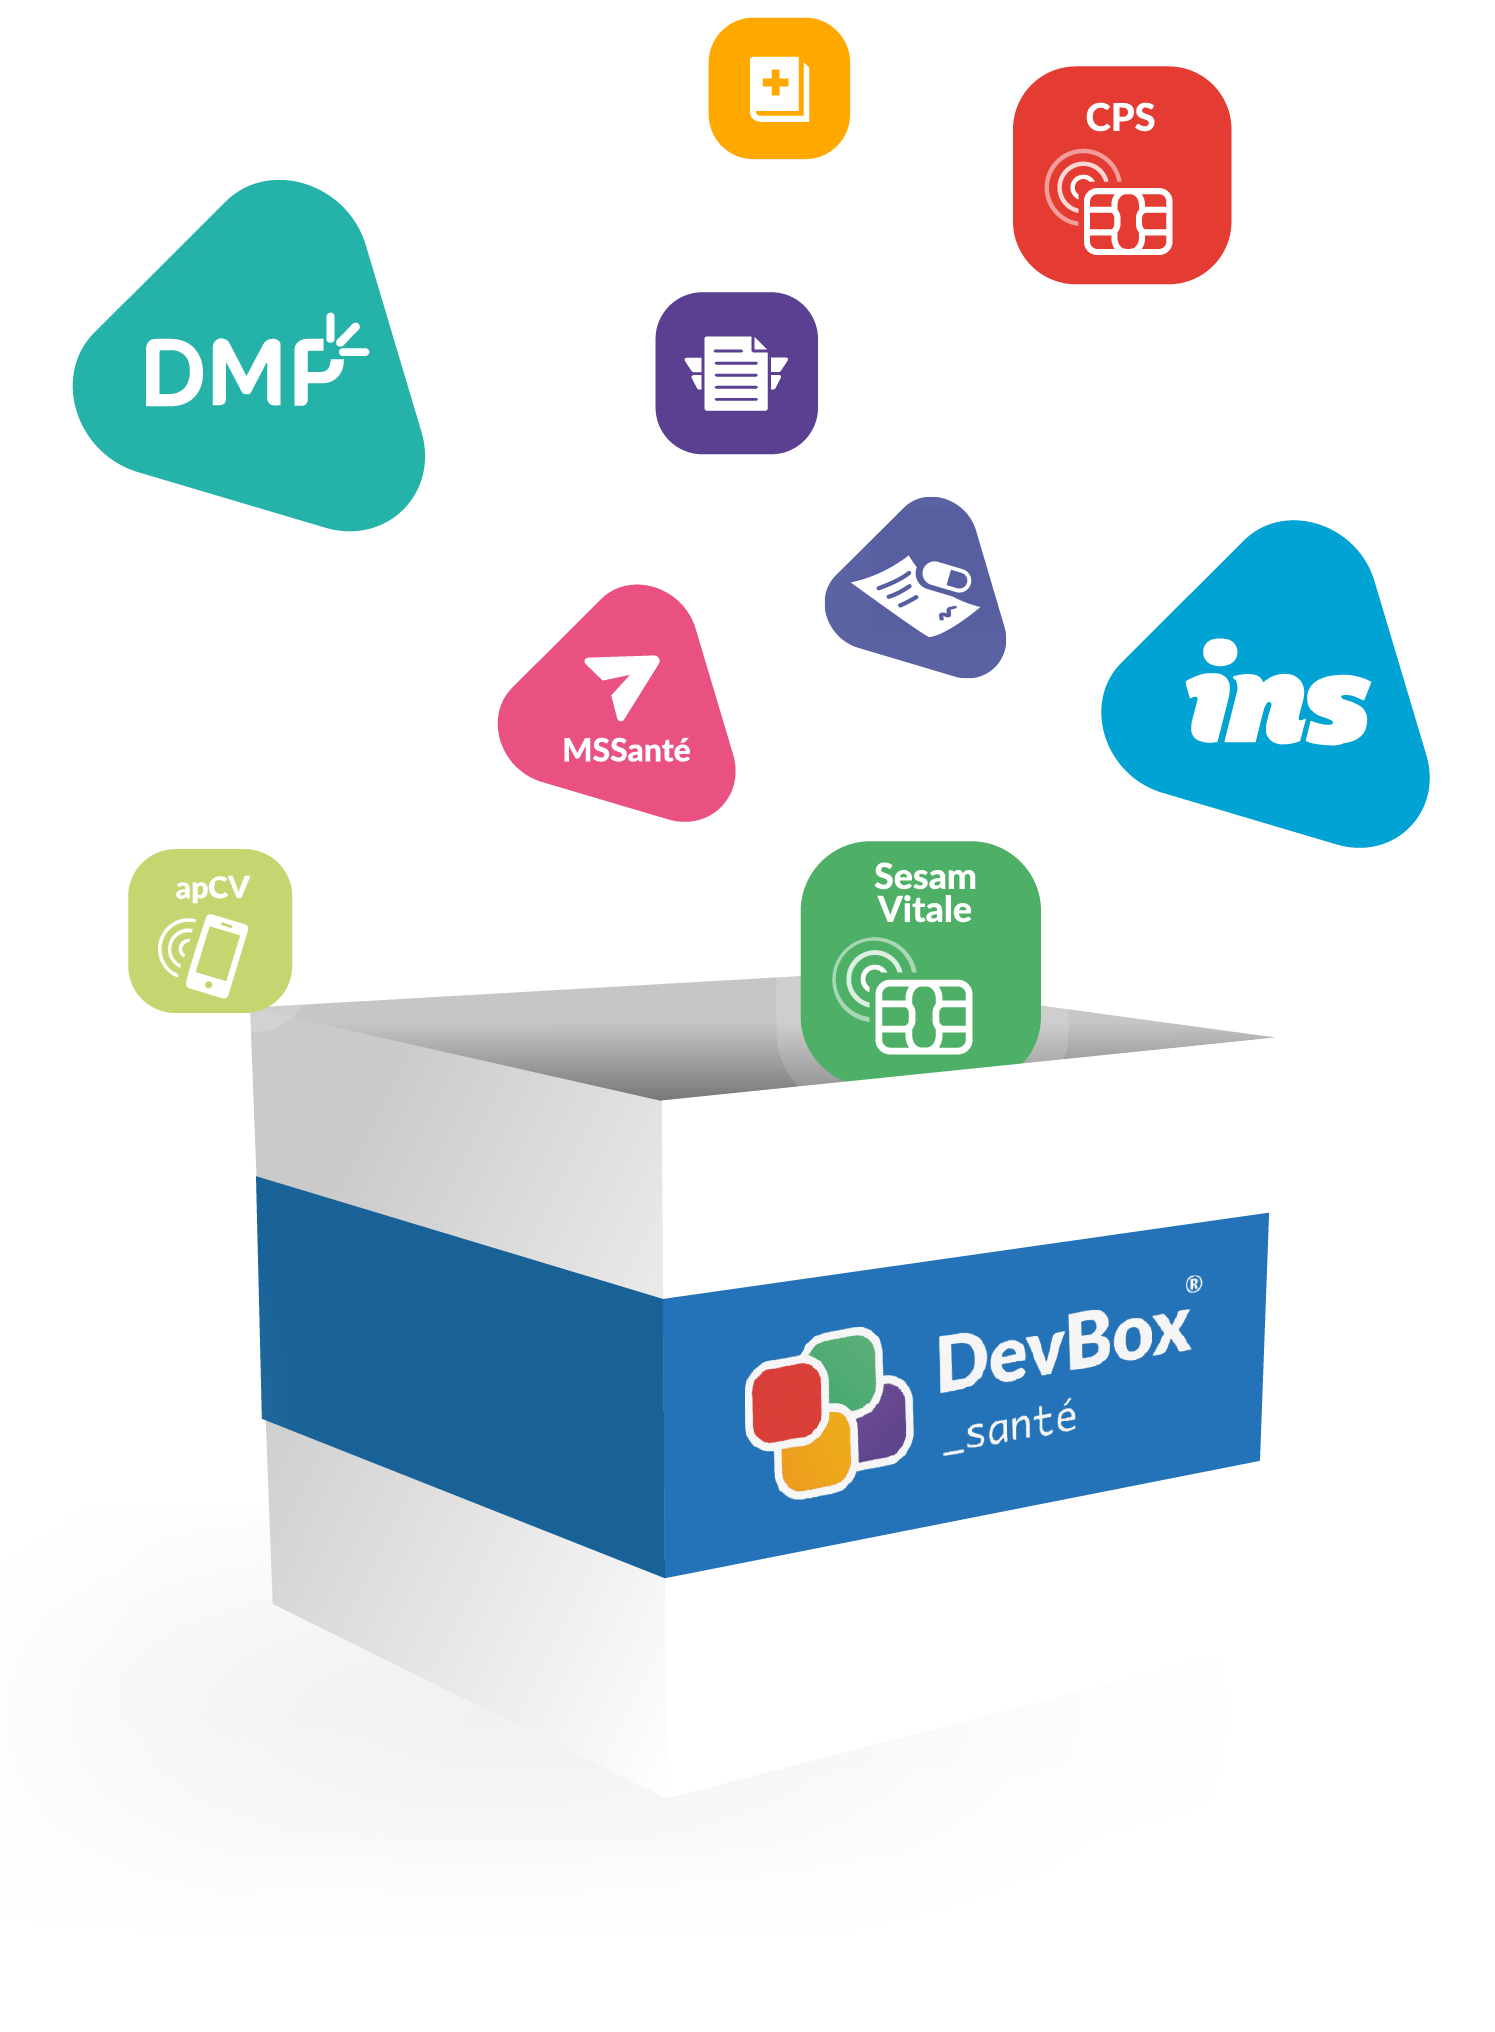 CPS
DMP
ins
MSSanté
apCV
Sesam
Vitale
DevBox®
_santé